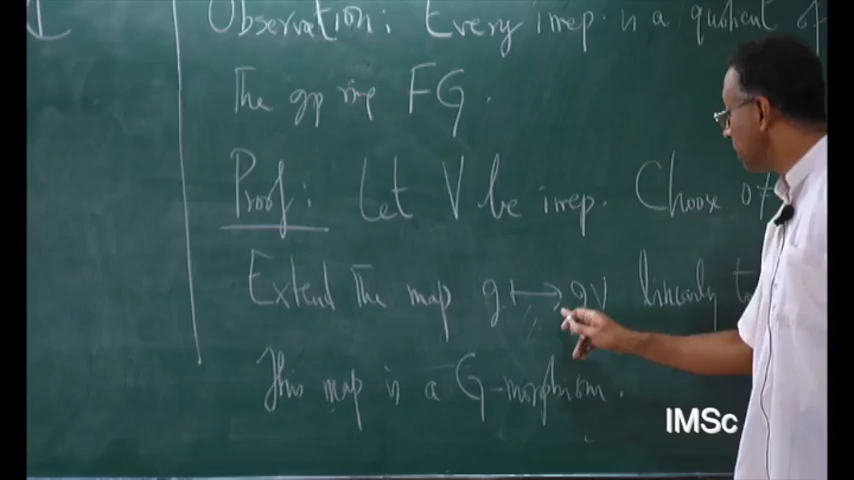 Observation: Every irrep. is a quotient of
The gp ring FG.
Proof: Let V be irrep. Choose 0≠
Extend The map g ↦ gv linearly to
This map is a G-morphism.
IMSc